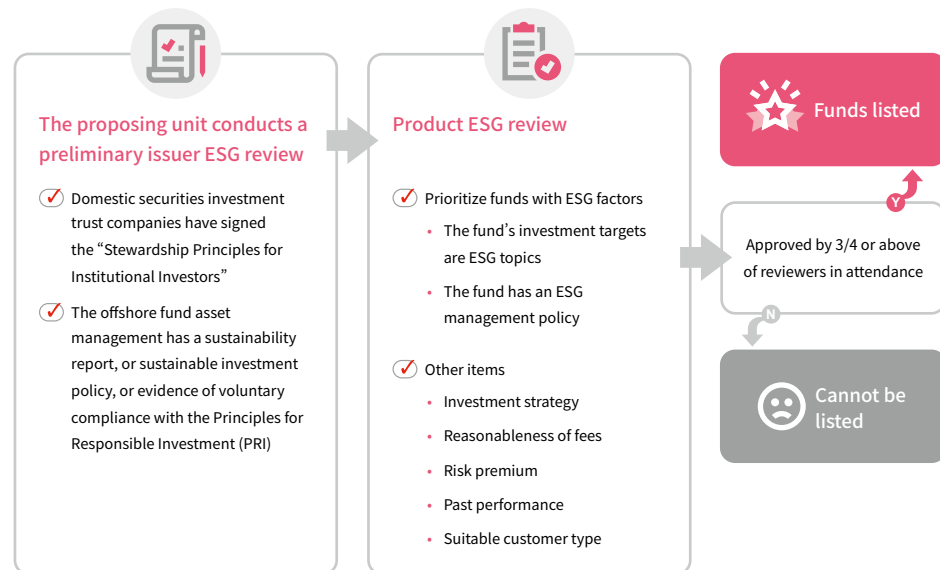 The proposing unit conducts a
preliminary issuer ESG review
Domestic securities investment
trust companies have signed
the “Stewardship Principles for
Institutional Investors”
The offshore fund asset
management has a sustainability
report, or sustainable investment
policy, or evidence of voluntary
compliance with the Principles for
Responsible Investment (PRI)
Product ESG review
Prioritize funds with ESG factors
• The fund’s investment targets
are ESG topics
• The fund has an ESG
management policy
Other items
• Investment strategy
• Reasonableness of fees
• Risk premium
• Past performance
• Suitable customer type
Funds listed
Y
Approved by 3/4 or above
of reviewers in attendance
N
Cannot be
listed